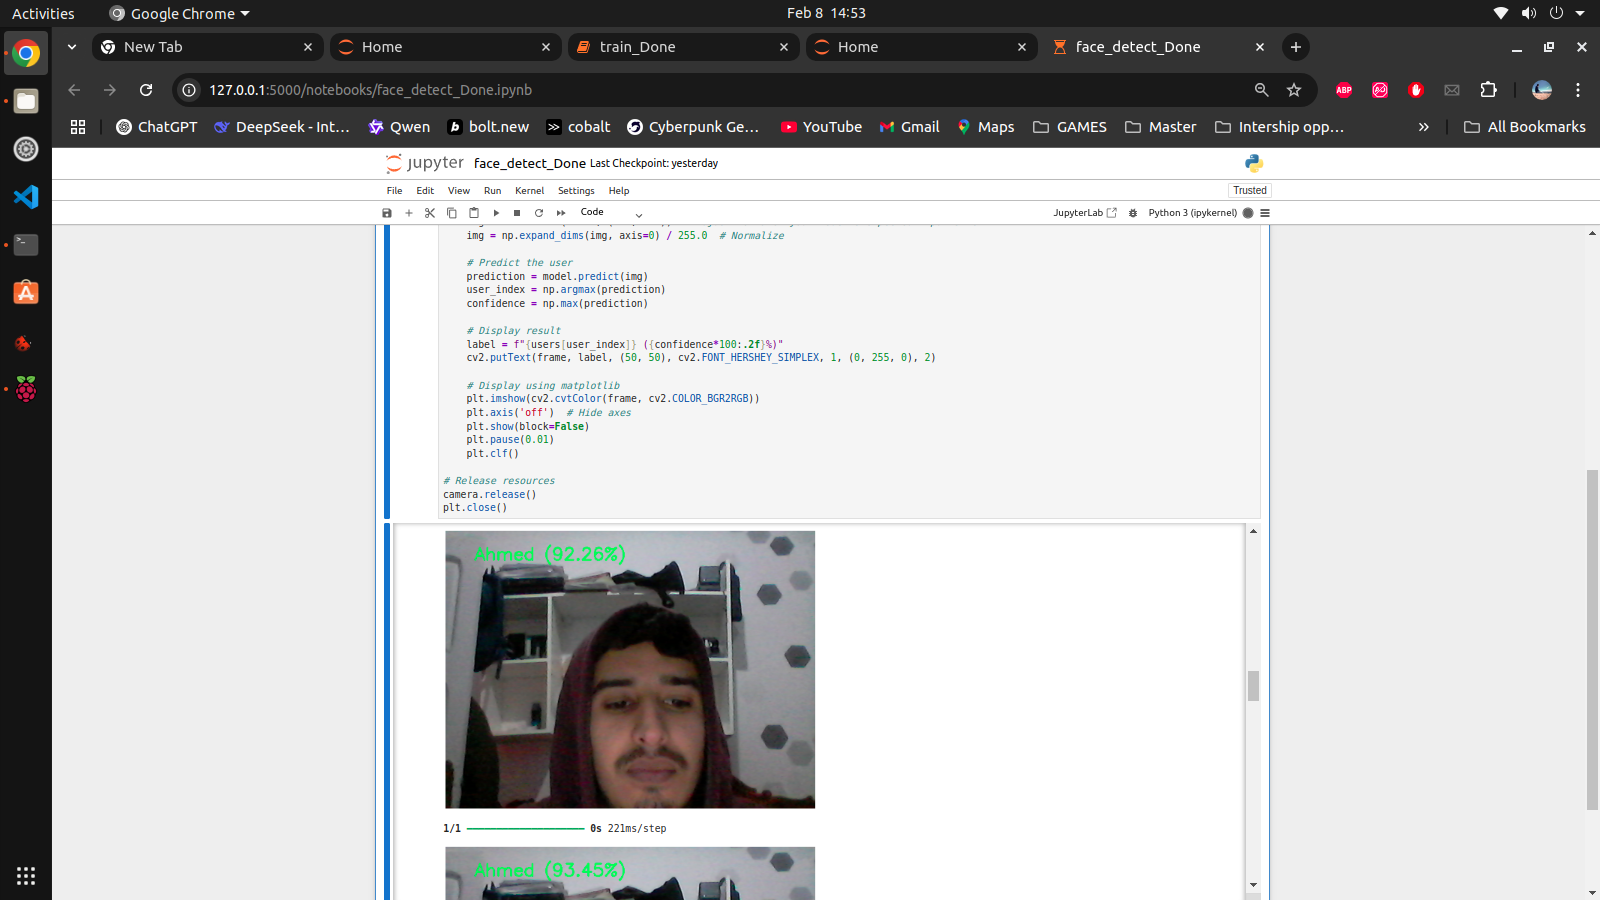 Activities Google Chrome Feb 8 14:53
New Tab Home train_Done Home face_detect_Done
127.0.0.1:5000/notebooks/face_detect_Done.ipynb ABP
ChatGPT DeepSeek - Int… Qwen bolt.new cobalt Cyberpunk Ge… YouTube Gmail Maps GAMES Master Intership opp… All Bookmarks
jupyter face_detect_Done Last Checkpoint: yesterday
File Edit View Run Kernel Settings Help Trusted
Code JupyterLab Python 3 (ipykernel)
img = np.expand_dims(img, axis=0) / 255.0  # Normalize
# Predict the user
prediction = model.predict(img)
user_index = np.argmax(prediction)
confidence = np.max(prediction)
# Display result
label = f"{users[user_index]} ({confidence*100:.2f}%)"
cv2.putText(frame, label, (50, 50), cv2.FONT_HERSHEY_SIMPLEX, 1, (0, 255, 0), 2)
# Display using matplotlib
plt.imshow(cv2.cvtColor(frame, cv2.COLOR_BGR2RGB))
plt.axis('off')  # Hide axes
plt.show(block=False)
plt.pause(0.01)
plt.clf()
# Release resources
camera.release()
plt.close()
Ahmed (92.26%)
1/1 0s 221ms/step
Ahmed (93.45%)